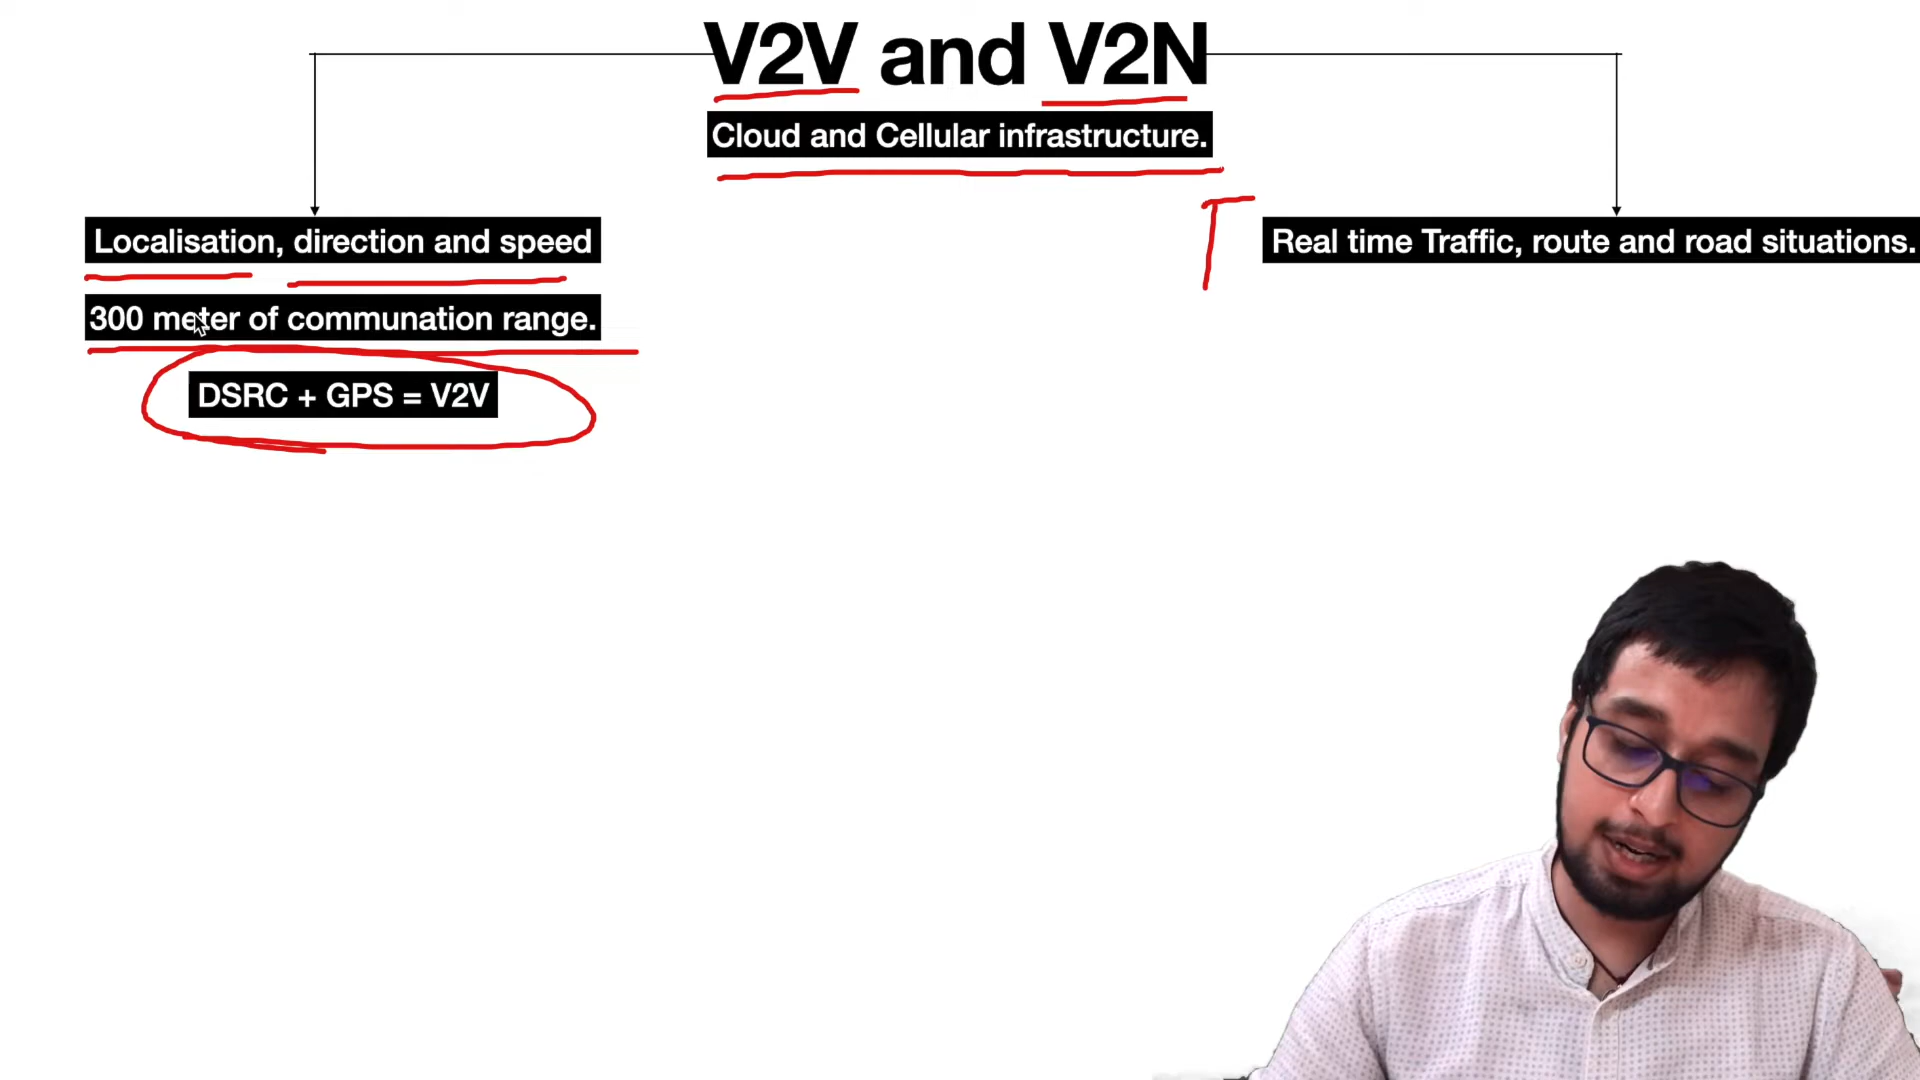 V2V and V2N
Cloud and Cellular infrastructure.
Localisation, direction and speed
300 meter of communation range.
DSRC + GPS = V2V
Real time Traffic, route and road situations.